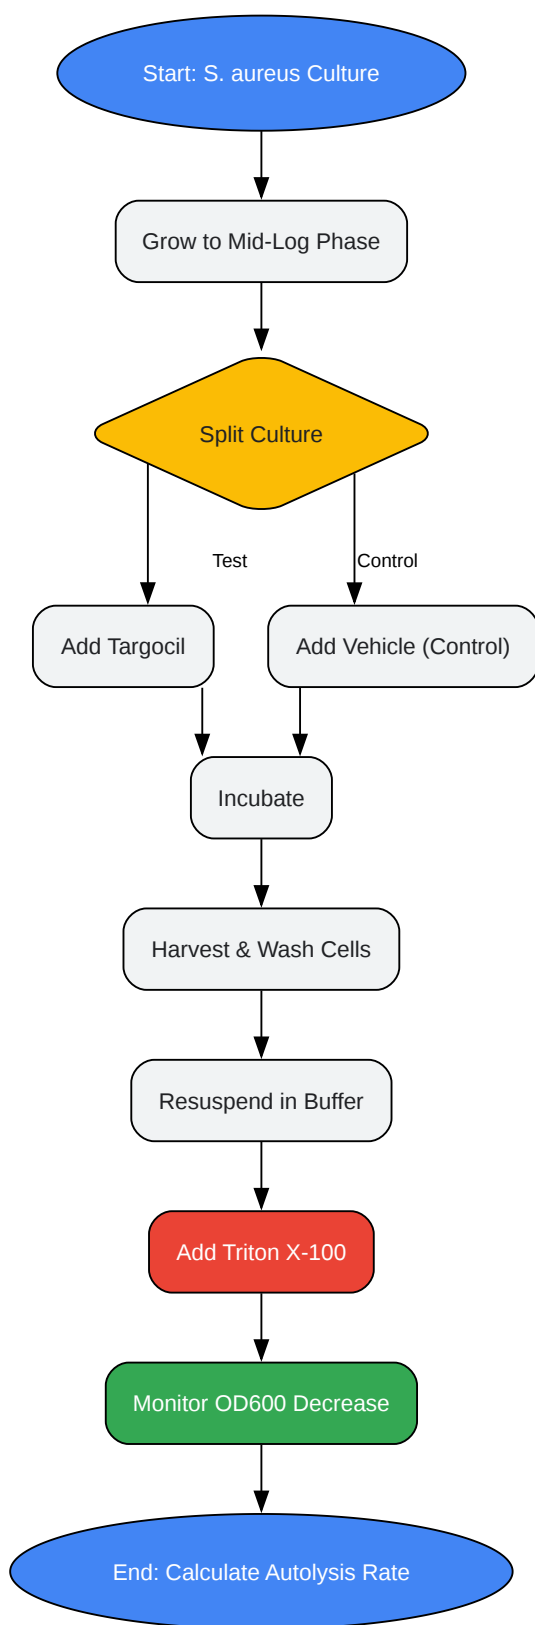 Start: S. aureus Culture
Grow to Mid-Log Phase
Split Culture
Test
Control
Add Targocil
Add Vehicle (Control)
Incubate
Harvest & Wash Cells
Resuspend in Buffer
Add Triton X-100
Monitor OD600 Decrease
End: Calculate Autolysis Rate